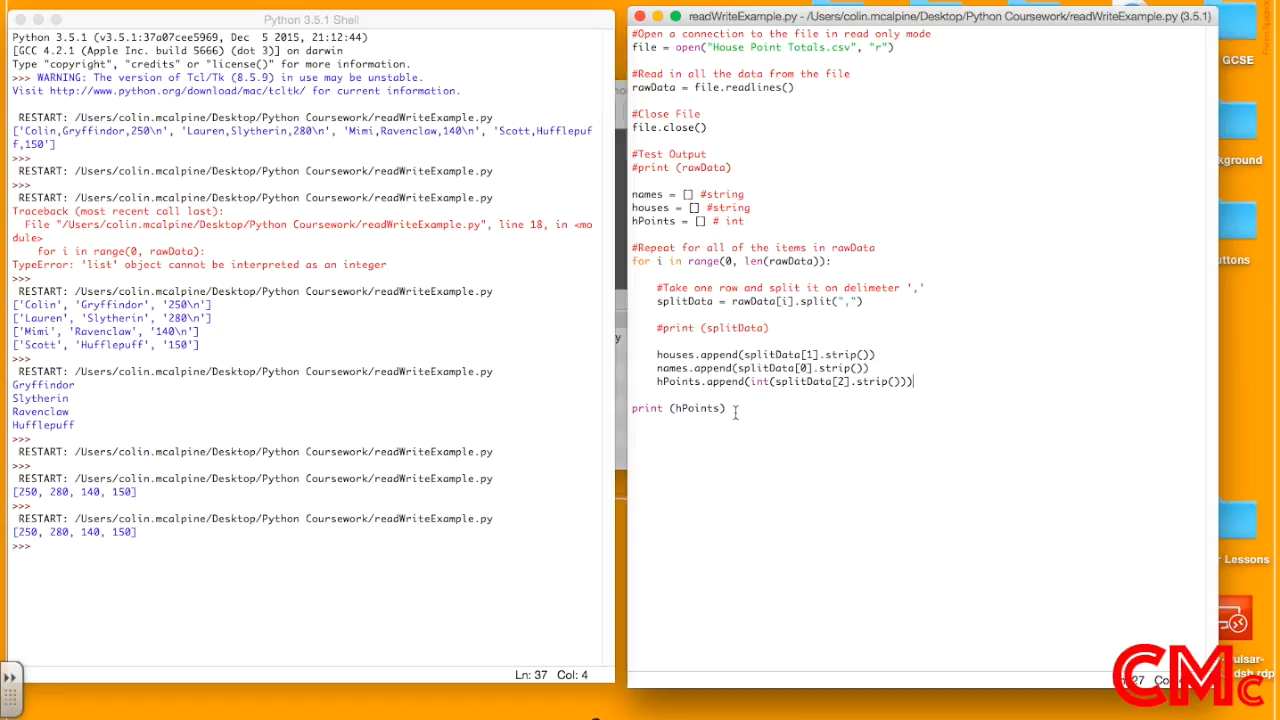 Python 3.5.1 Shell
Python 3.5.1 (v3.5.1:37a07cee5969, Dec  5 2015, 21:12:44)
[GCC 4.2.1 (Apple Inc. build 5666) (dot 3)] on darwin
Type "copyright", "credits" or "license()" for more information.
>>> WARNING: The version of Tcl/Tk (8.5.9) in use may be unstable.
Visit http://www.python.org/download/mac/tcltk/ for current information.
RESTART: /Users/colin.mcalpine/Desktop/Python Coursework/readWriteExample.py
['Colin,Gryffindor,250\n', 'Lauren,Slytherin,280\n', 'Mimi,Ravenclaw,140\n', 'Scott,Hufflepuf
f,150']
>>>
RESTART: /Users/colin.mcalpine/Desktop/Python Coursework/readWriteExample.py
>>>
RESTART: /Users/colin.mcalpine/Desktop/Python Coursework/readWriteExample.py
Traceback (most recent call last):
File "/Users/colin.mcalpine/Desktop/Python Coursework/readWriteExample.py", line 18, in <mo
dule>
for i in range(0, rawData):
TypeError: 'list' object cannot be interpreted as an integer
>>>
RESTART: /Users/colin.mcalpine/Desktop/Python Coursework/readWriteExample.py
['Colin', 'Gryffindor', '250\n']
['Lauren', 'Slytherin', '280\n']
['Mimi', 'Ravenclaw', '140\n']
['Scott', 'Hufflepuff', '150']
>>>
RESTART: /Users/colin.mcalpine/Desktop/Python Coursework/readWriteExample.py
Gryffindor
Slytherin
Ravenclaw
Hufflepuff
>>>
RESTART: /Users/colin.mcalpine/Desktop/Python Coursework/readWriteExample.py
>>>
RESTART: /Users/colin.mcalpine/Desktop/Python Coursework/readWriteExample.py
[250, 280, 140, 150]
>>>
RESTART: /Users/colin.mcalpine/Desktop/Python Coursework/readWriteExample.py
[250, 280, 140, 150]
>>>
Ln: 37 Col: 4
readWriteExample.py - /Users/colin.mcalpine/Desktop/Python Coursework/readWriteExample.py (3.5.1)
#Open a connection to the file in read only mode
file = open("House Point Totals.csv", "r")
#Read in all the data from the file
rawData = file.readlines()
#Close File
file.close()
#Test Output
#print (rawData)
names = [] #string
houses = [] #string
hPoints = [] # int
#Repeat for all of the items in rawData
for i in range(0, len(rawData)):
#Take one row and split it on delimeter ','
splitData = rawData[i].split(",")
#print (splitData)
houses.append(splitData[1].strip())
names.append(splitData[0].strip())
hPoints.append(int(splitData[2].strip()))
print (hPoints)
GCSE
kground
ttons
r Lessons
ulsar-
dsh.rdp
CMc